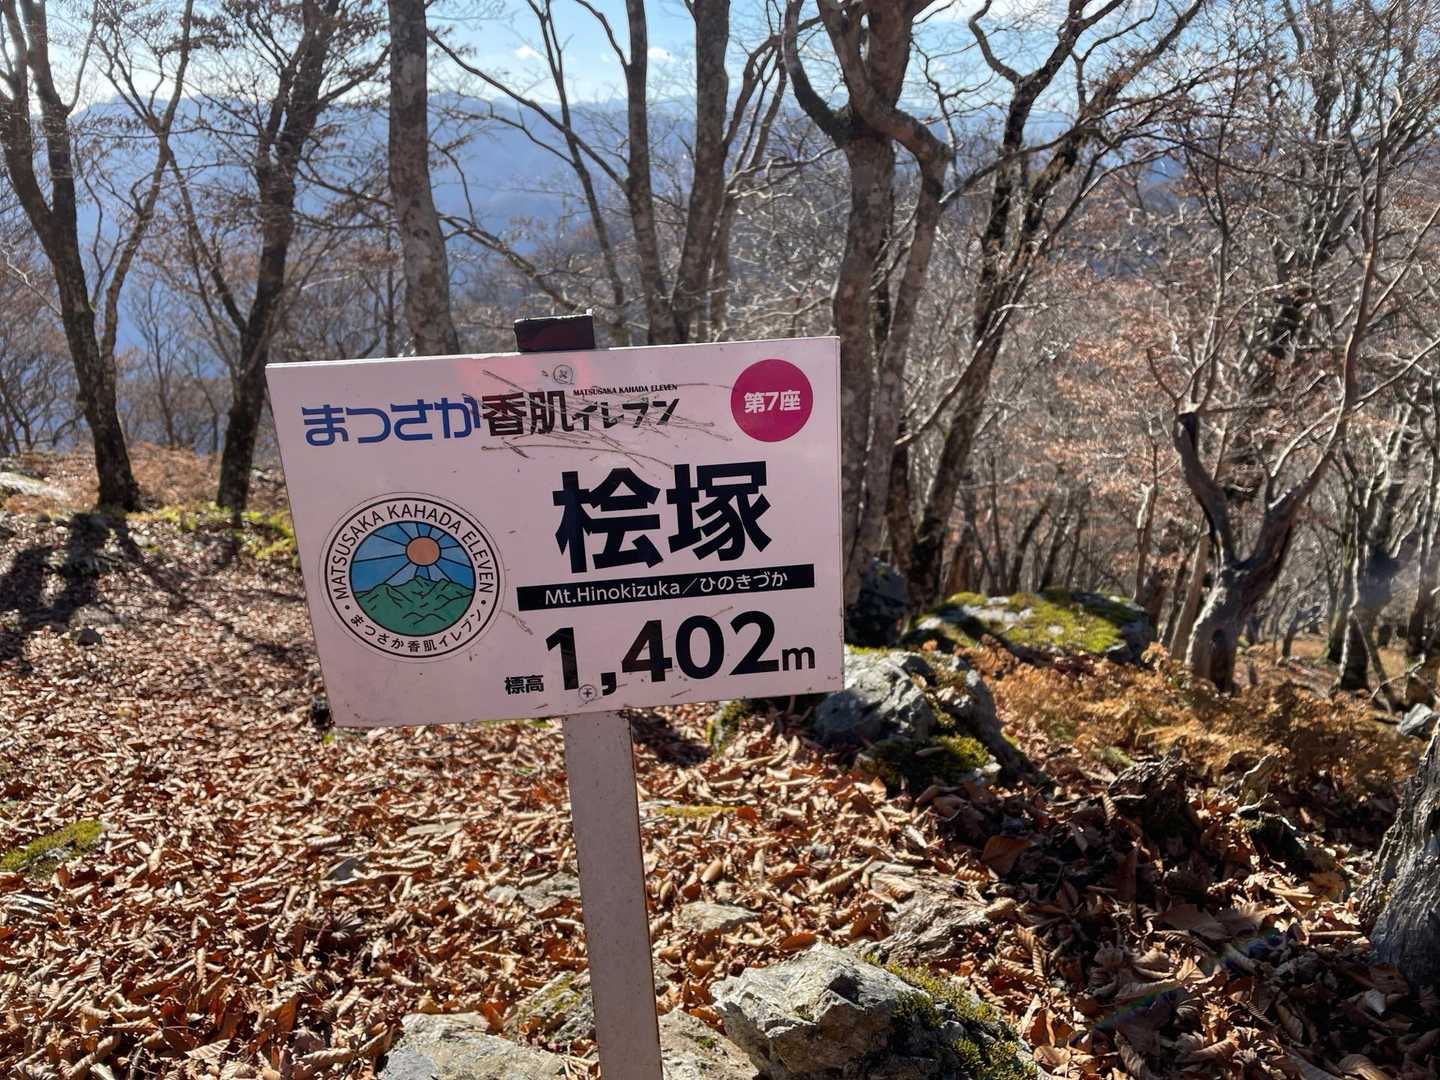 MATSUSAKA KAHADA ELEVEN
まつさか香肌イレブン
第7座
桧塚
Mt.Hinokizuka／ひのきづか
標高 1,402m
MATSUSAKA KAHADA ELEVEN
まつさか香肌イレブン